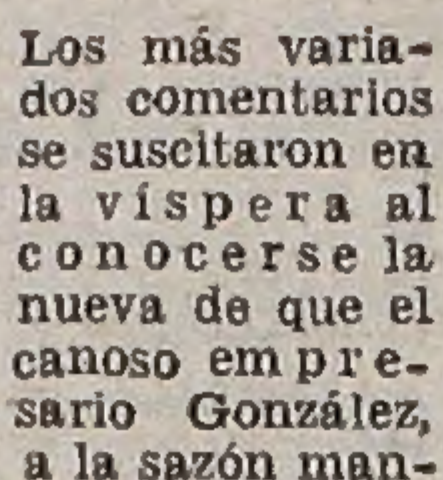 Los más varia-
dos comentarios
se suscitaron en
la víspera al
conocerse la
nueva de que el
canoso empre-
sario González,
a la sazón man-